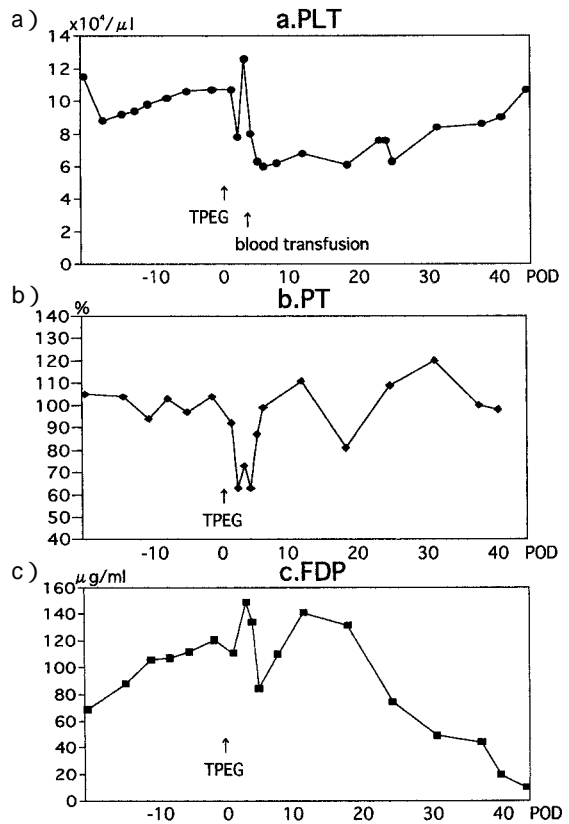 a)
a.PLT
x10⁴/μl
14
12
10
8
6
4
2
0
↑
TPEG
↑
blood transfusion
-10 0 10 20 30 40 POD
b)
b.PT
%
140
130
120
110
100
90
80
70
60
50
40
↑
TPEG
-10 0 10 20 30 40 POD
c)
c.FDP
μg/ml
160
140
120
100
80
60
40
20
0
↑
TPEG
-10 0 10 20 30 40 POD